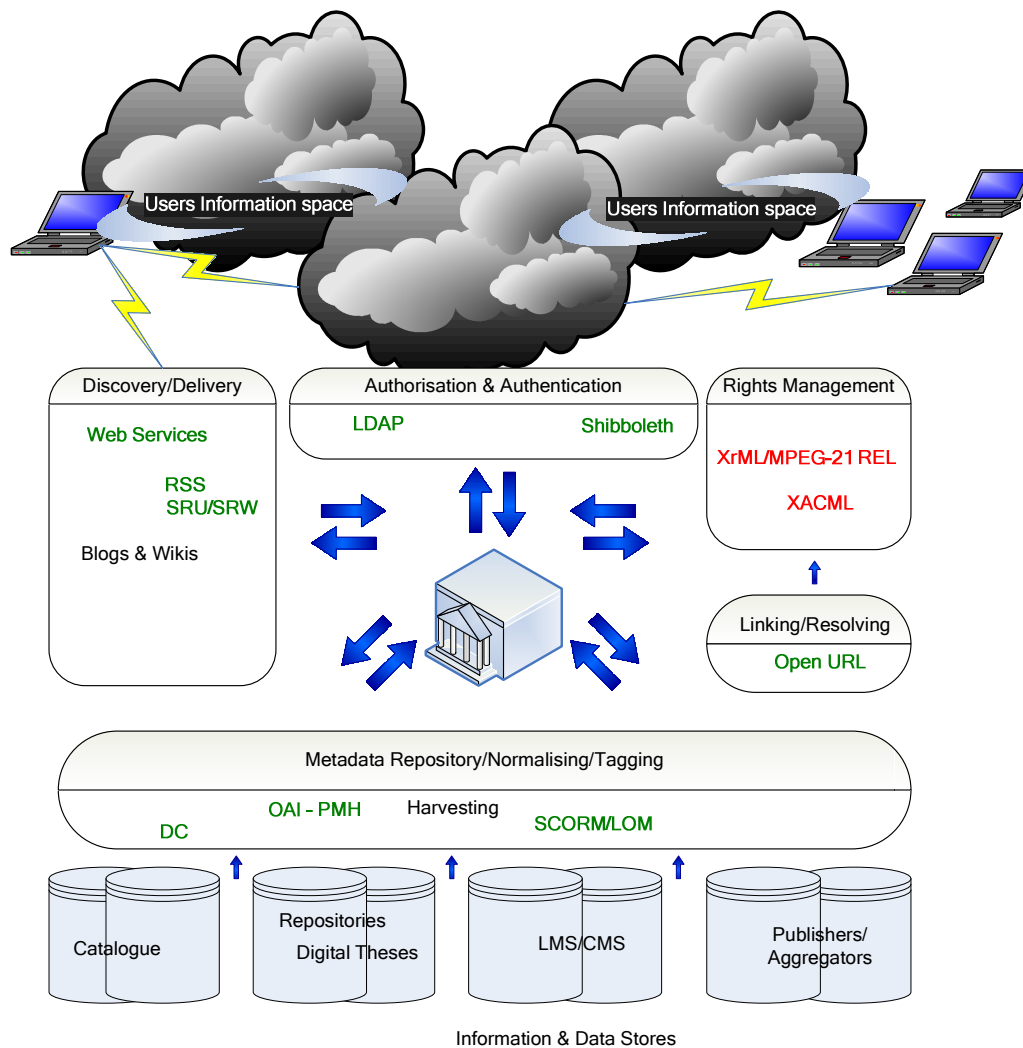 Users Information space
Users Information space
Discovery/Delivery
Web Services
RSS
SRU/SRW
Blogs & Wikis
Authorisation & Authentication
LDAP
Shibboleth
Rights Management
XrML/MPEG-21 REL
XACML
Linking/Resolving
Open URL
Metadata Repository/Normalising/Tagging
DC
OAI - PMH
Harvesting
SCORM/LOM
Catalogue
Repositories
Digital Theses
LMS/CMS
Publishers/
Aggregators
Information & Data Stores